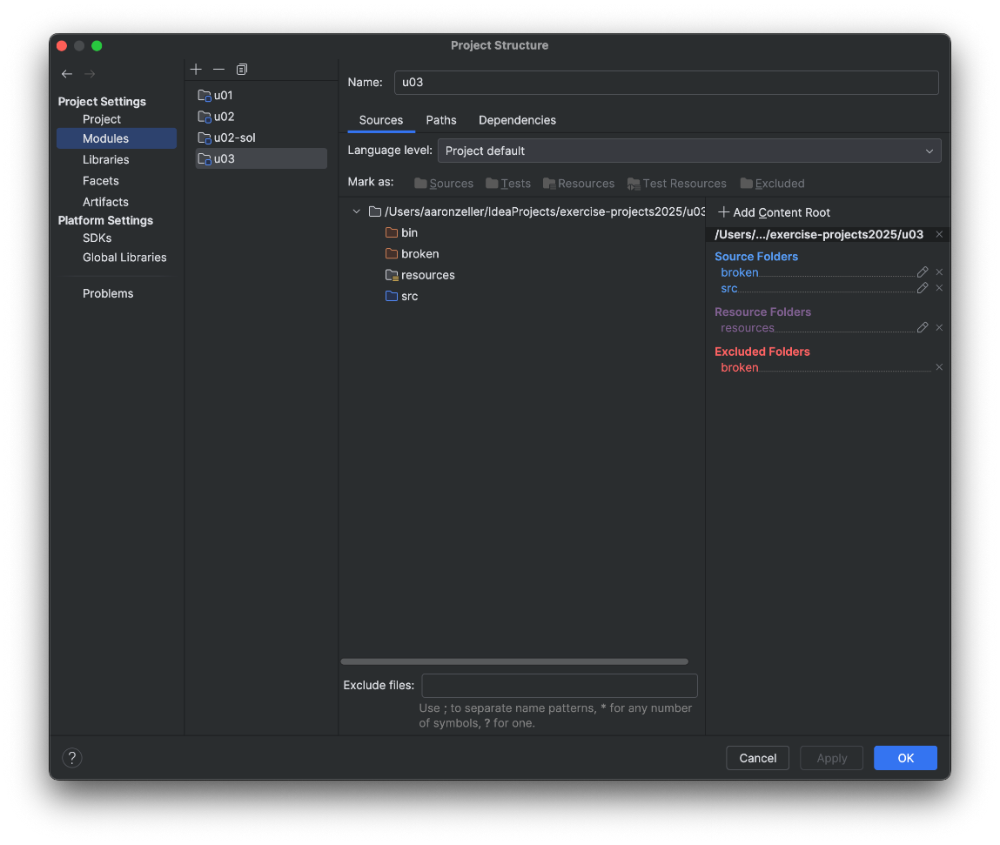 Project Structure
Project Settings
Project
Modules
Libraries
Facets
Artifacts
Platform Settings
SDKs
Global Libraries
Problems
u01
u02
u02-sol
u03
Name: u03
Sources Paths Dependencies
Language level: Project default
Mark as: Sources Tests Resources Test Resources Excluded
/Users/aaronzeller/IdeaProjects/exercise-projects2025/u03
bin
broken
resources
src
Exclude files:
Use ; to separate name patterns, * for any number
of symbols, ? for one.
+ Add Content Root
/Users/.../exercise-projects2025/u03
Source Folders
broken
src
Resource Folders
resources
Excluded Folders
broken
?
Cancel Apply OK